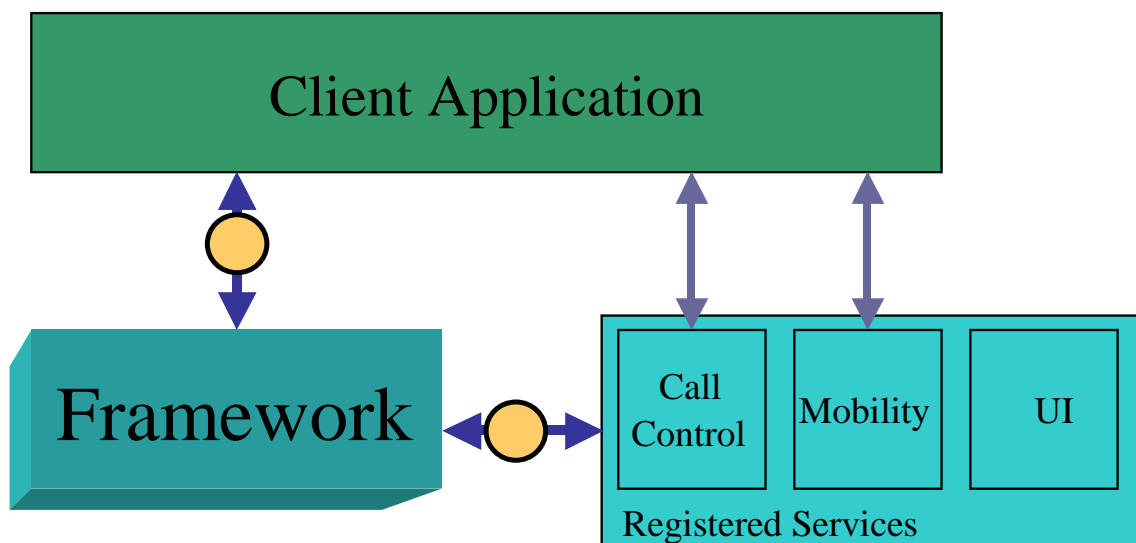 Client Application
Framework
Call
Control
Mobility
UI
Registered Services